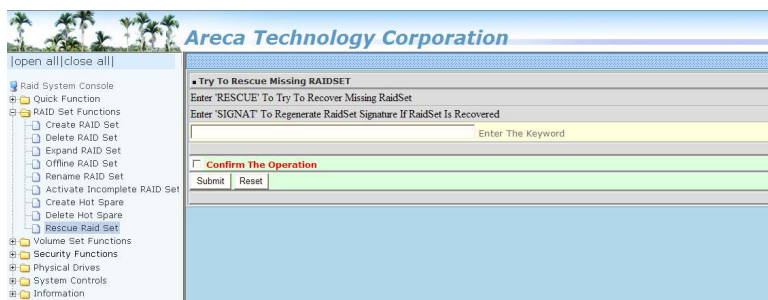 Areca Technology Corporation
|open all|close all|
Raid System Console
Quick Function
RAID Set Functions
Create RAID Set
Delete RAID Set
Expand RAID Set
Offline RAID Set
Rename RAID Set
Activate Incomplete RAID Set
Create Hot Spare
Delete Hot Spare
Rescue Raid Set
Volume Set Functions
Security Functions
Physical Drives
System Controls
Information
Try To Rescue Missing RAIDSET
Enter 'RESCUE' To Try To Recover Missing RaidSet
Enter 'SIGNAT' To Regenerate RaidSet Signature If RaidSet Is Recovered
Enter The Keyword
Confirm The Operation
Submit Reset